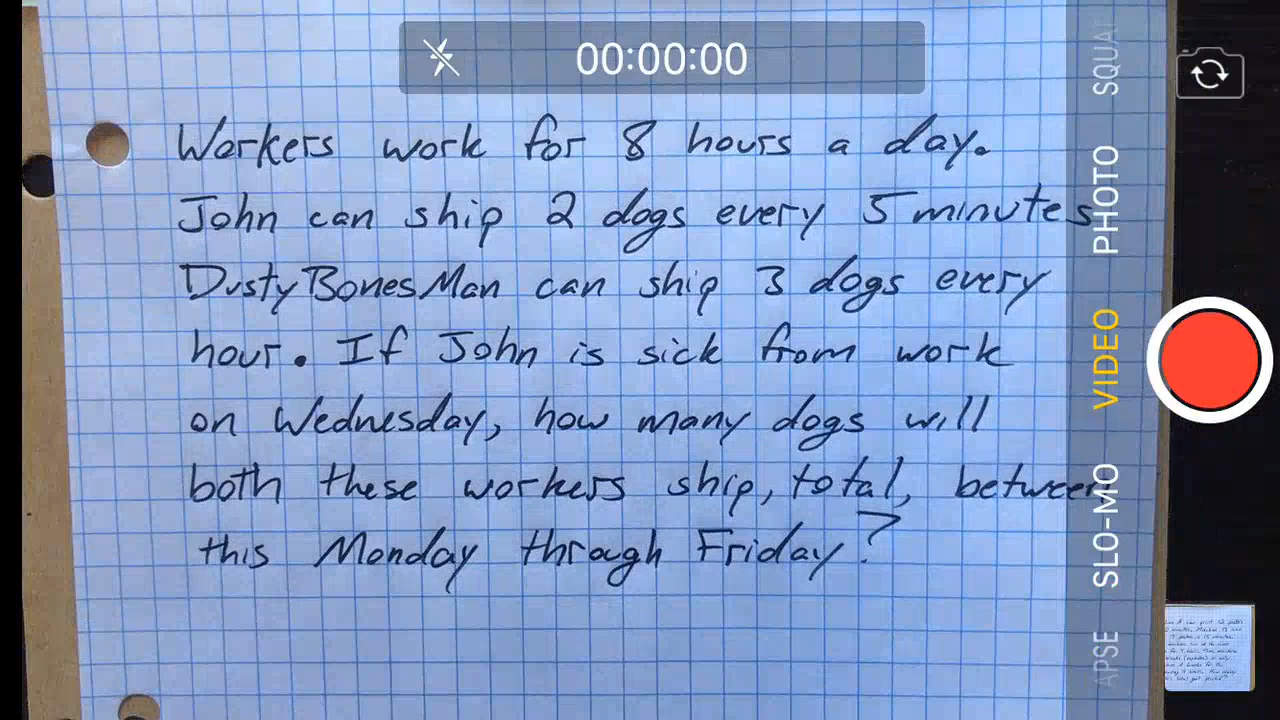 00:00:00
Workers work for 8 hours a day.
John can ship 2 dogs every 5 minutes
DustyBonesMan can ship 3 dogs every
hour. If John is sick from work
on Wednesday, how many dogs will
both these workers ship, total, between
this Monday through Friday?
SQUA
PHOTO
VIDEO
SLO-MO
APSE